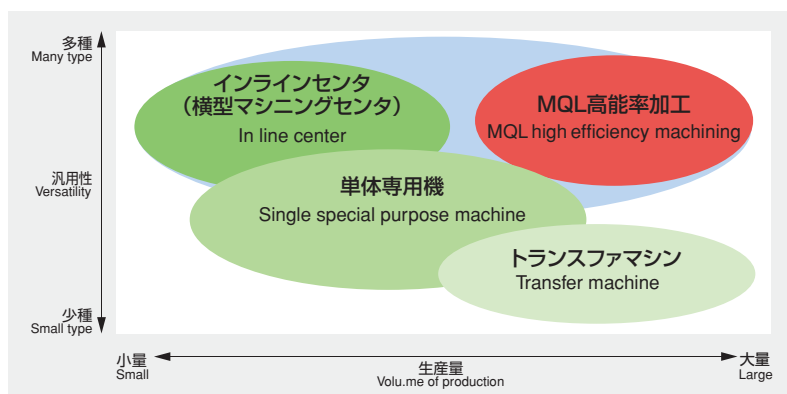 多種
Many type
インラインセンタ
（横型マシニングセンタ）
In line center
MQL高能率加工
MQL high efficiency machining
汎用性
Versatility
単体専用機
Single special purpose machine
トランスファマシン
Transfer machine
少種
Small type
小量
Small
生産量
Volu.me of production
大量
Large